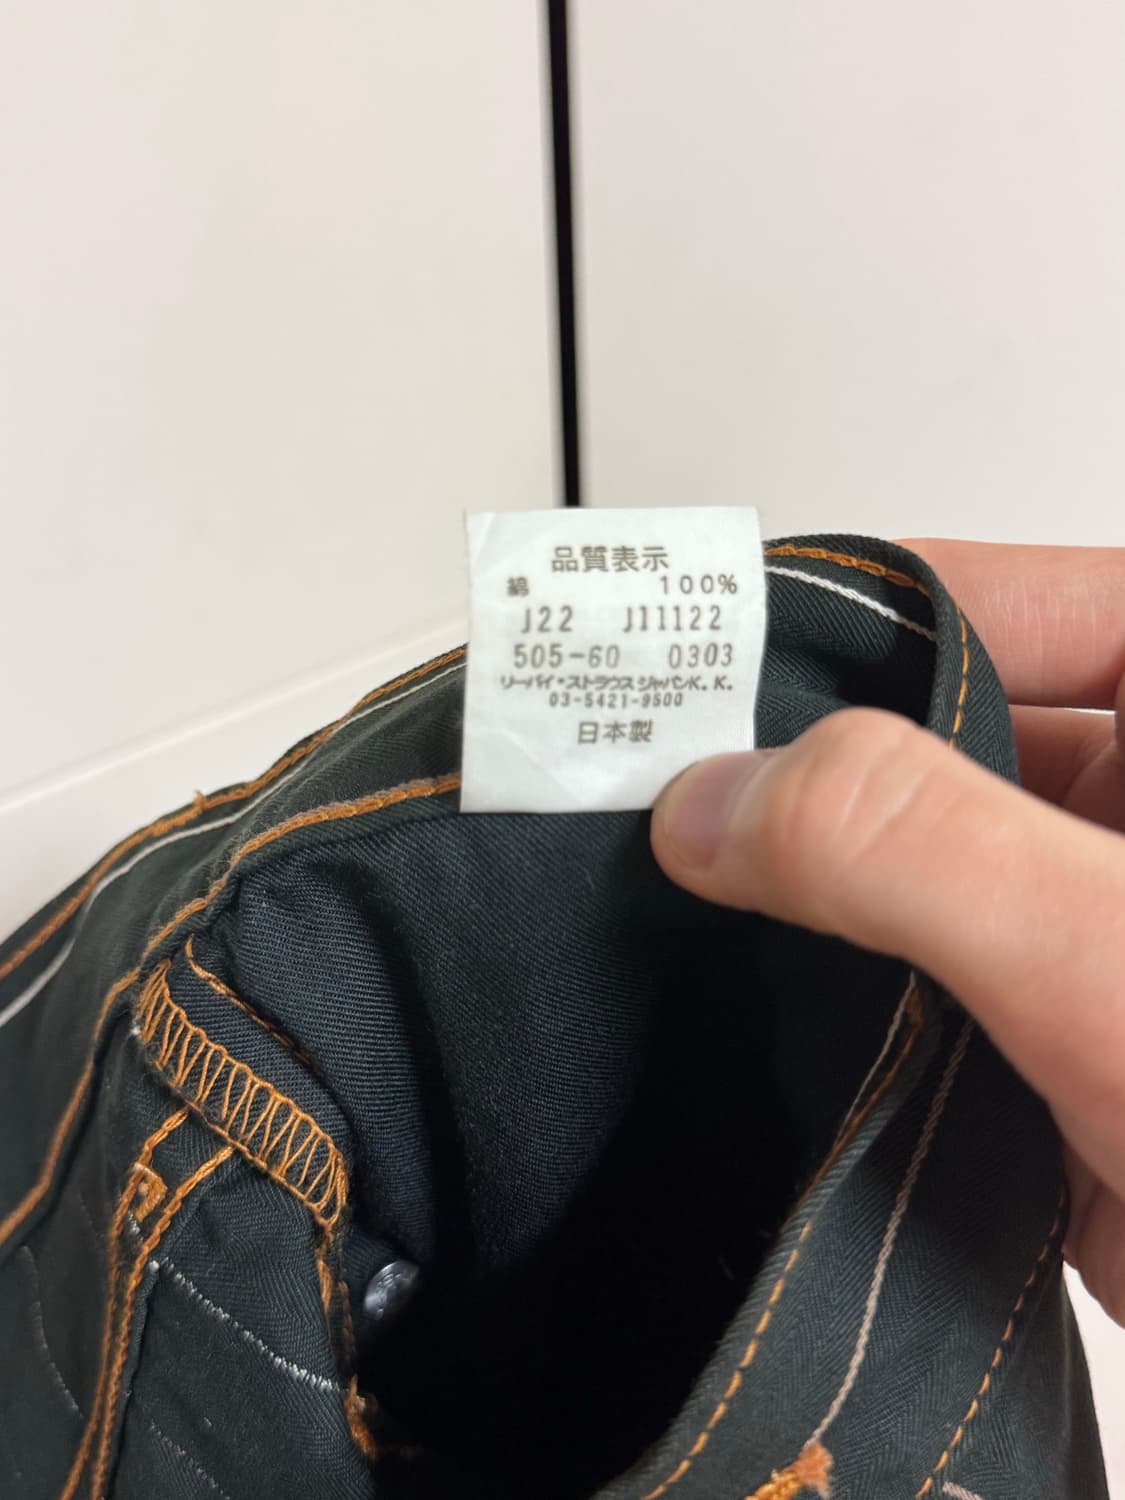 品質表示
綿 100%
J22 J11122
505-60 0303
リーバイ・ストラウス ジャパンK.K.
03-5421-9500
日本製